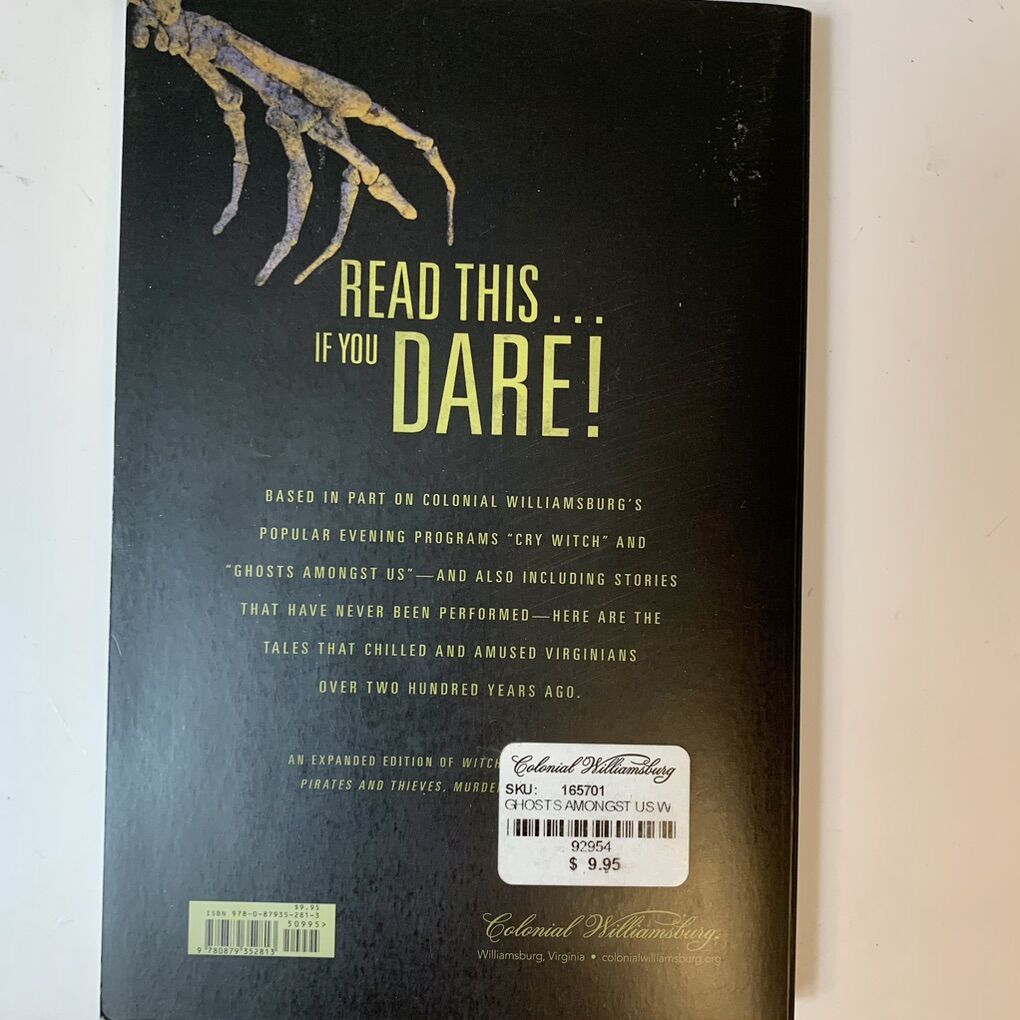 READ THIS...
IF YOU DARE!
BASED IN PART ON COLONIAL WILLIAMSBURG'S
POPULAR EVENING PROGRAMS "CRY WITCH" AND
"GHOSTS AMONGST US"—AND ALSO INCLUDING STORIES
THAT HAVE NEVER BEEN PERFORMED—HERE ARE THE
TALES THAT CHILLED AND AMUSED VIRGINIANS
OVER TWO HUNDRED YEARS AGO.
AN EXPANDED EDITION OF WITCH
PIRATES AND THIEVES, MURDER
Colonial Williamsburg
SKU: 165701
GHOSTS AMONGST US W
92954
$ 9.95
$9.95
ISBN 978-0-87935-281-3
50995>
9 780879 352813
Colonial Williamsburg
Williamsburg, Virginia • colonialwilliamsburg.org